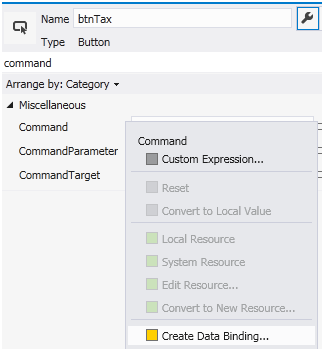 Name btnTax
Type Button
command
Arrange by: Category
Miscellaneous
Command
CommandParameter
CommandTarget
Command
Custom Expression...
Reset
Convert to Local Value
Local Resource
System Resource
Edit Resource...
Convert to New Resource...
Create Data Binding...